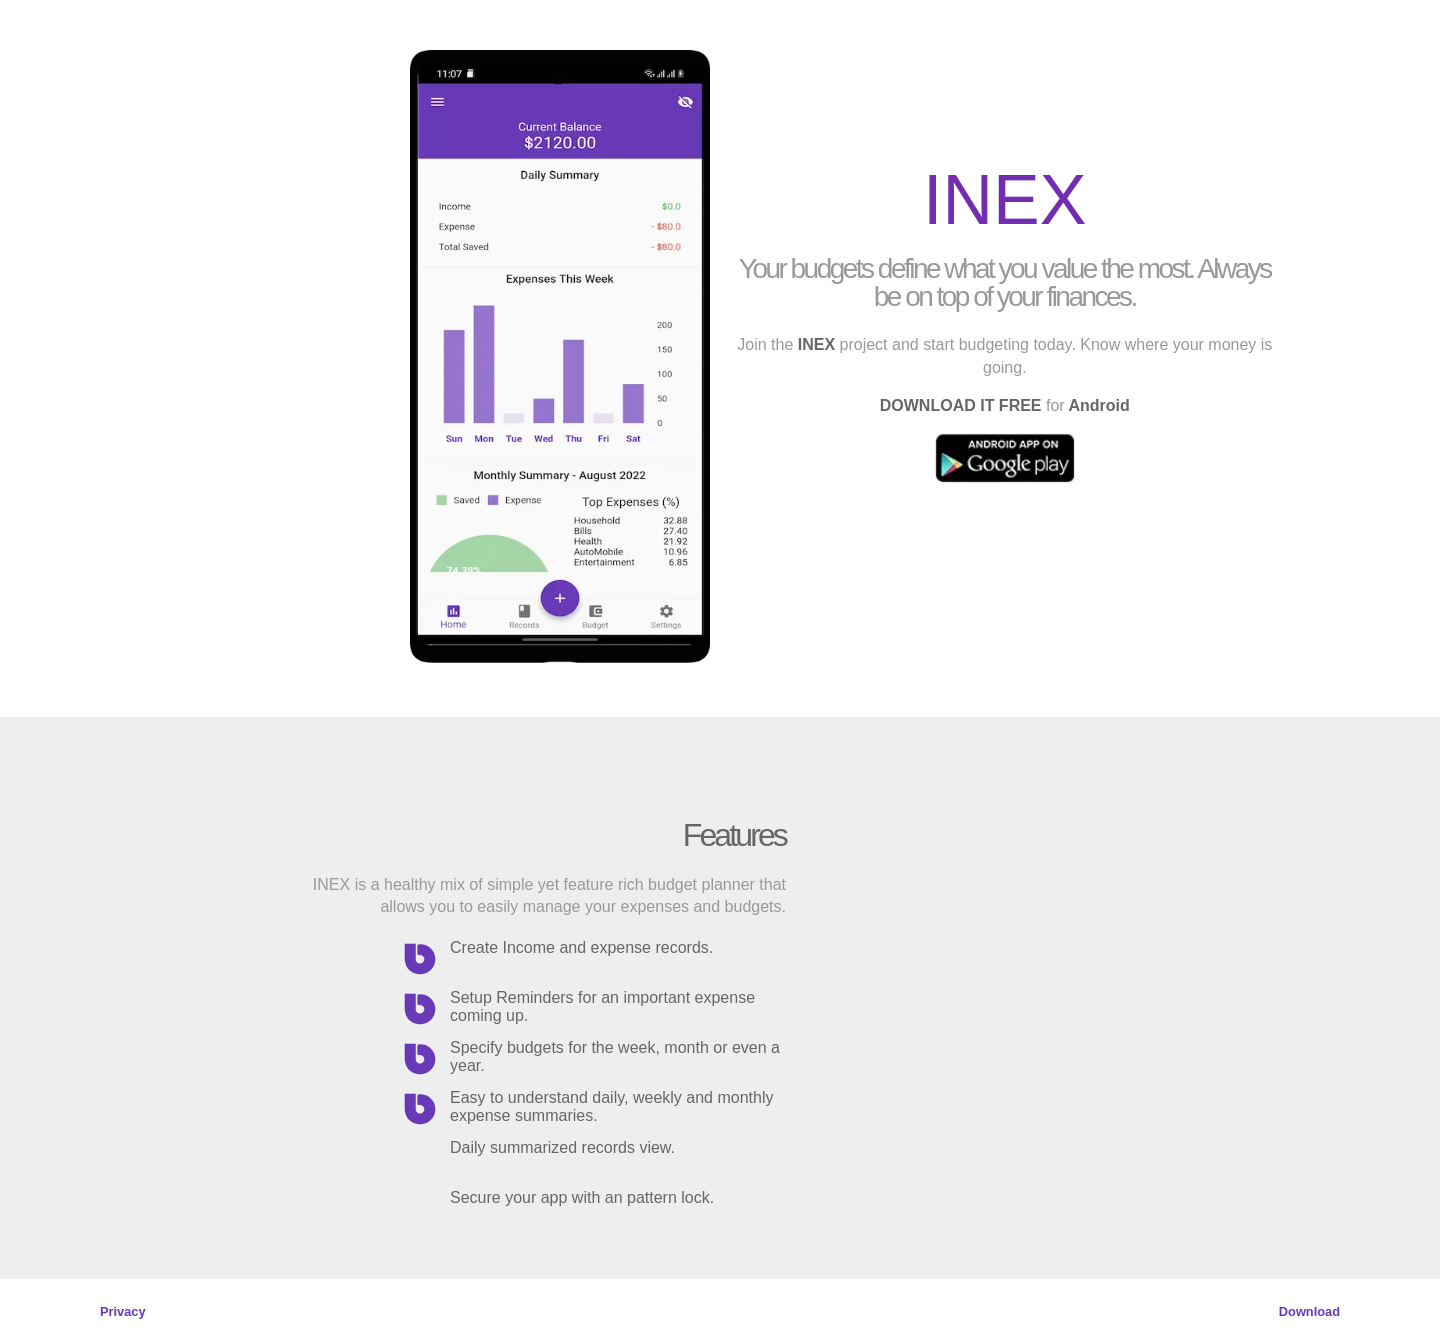 11:07
Current Balance
$2120.00
Daily Summary
Income $0.0
Expense - $80.0
Total Saved - $80.0
Expenses This Week
200
150
100
50
0
Sun Mon Tue Wed Thu Fri Sat
Monthly Summary - August 2022
Saved Expense
Top Expenses (%)
Household 32.88
Bills 27.40
Health 21.92
AutoMobile 10.96
Entertainment 6.85
74.39%
+
Home Records Budget Settings
INEX
Your budgets define what you value the most. Always
be on top of your finances.
Join the INEX project and start budgeting today. Know where your money is
going.
DOWNLOAD IT FREE for Android
ANDROID APP ON
Google play
Features
INEX is a healthy mix of simple yet feature rich budget planner that
allows you to easily manage your expenses and budgets.
Create Income and expense records.
Setup Reminders for an important expense
coming up.
Specify budgets for the week, month or even a
year.
Easy to understand daily, weekly and monthly
expense summaries.
Daily summarized records view.
Secure your app with an pattern lock.
Privacy
Download